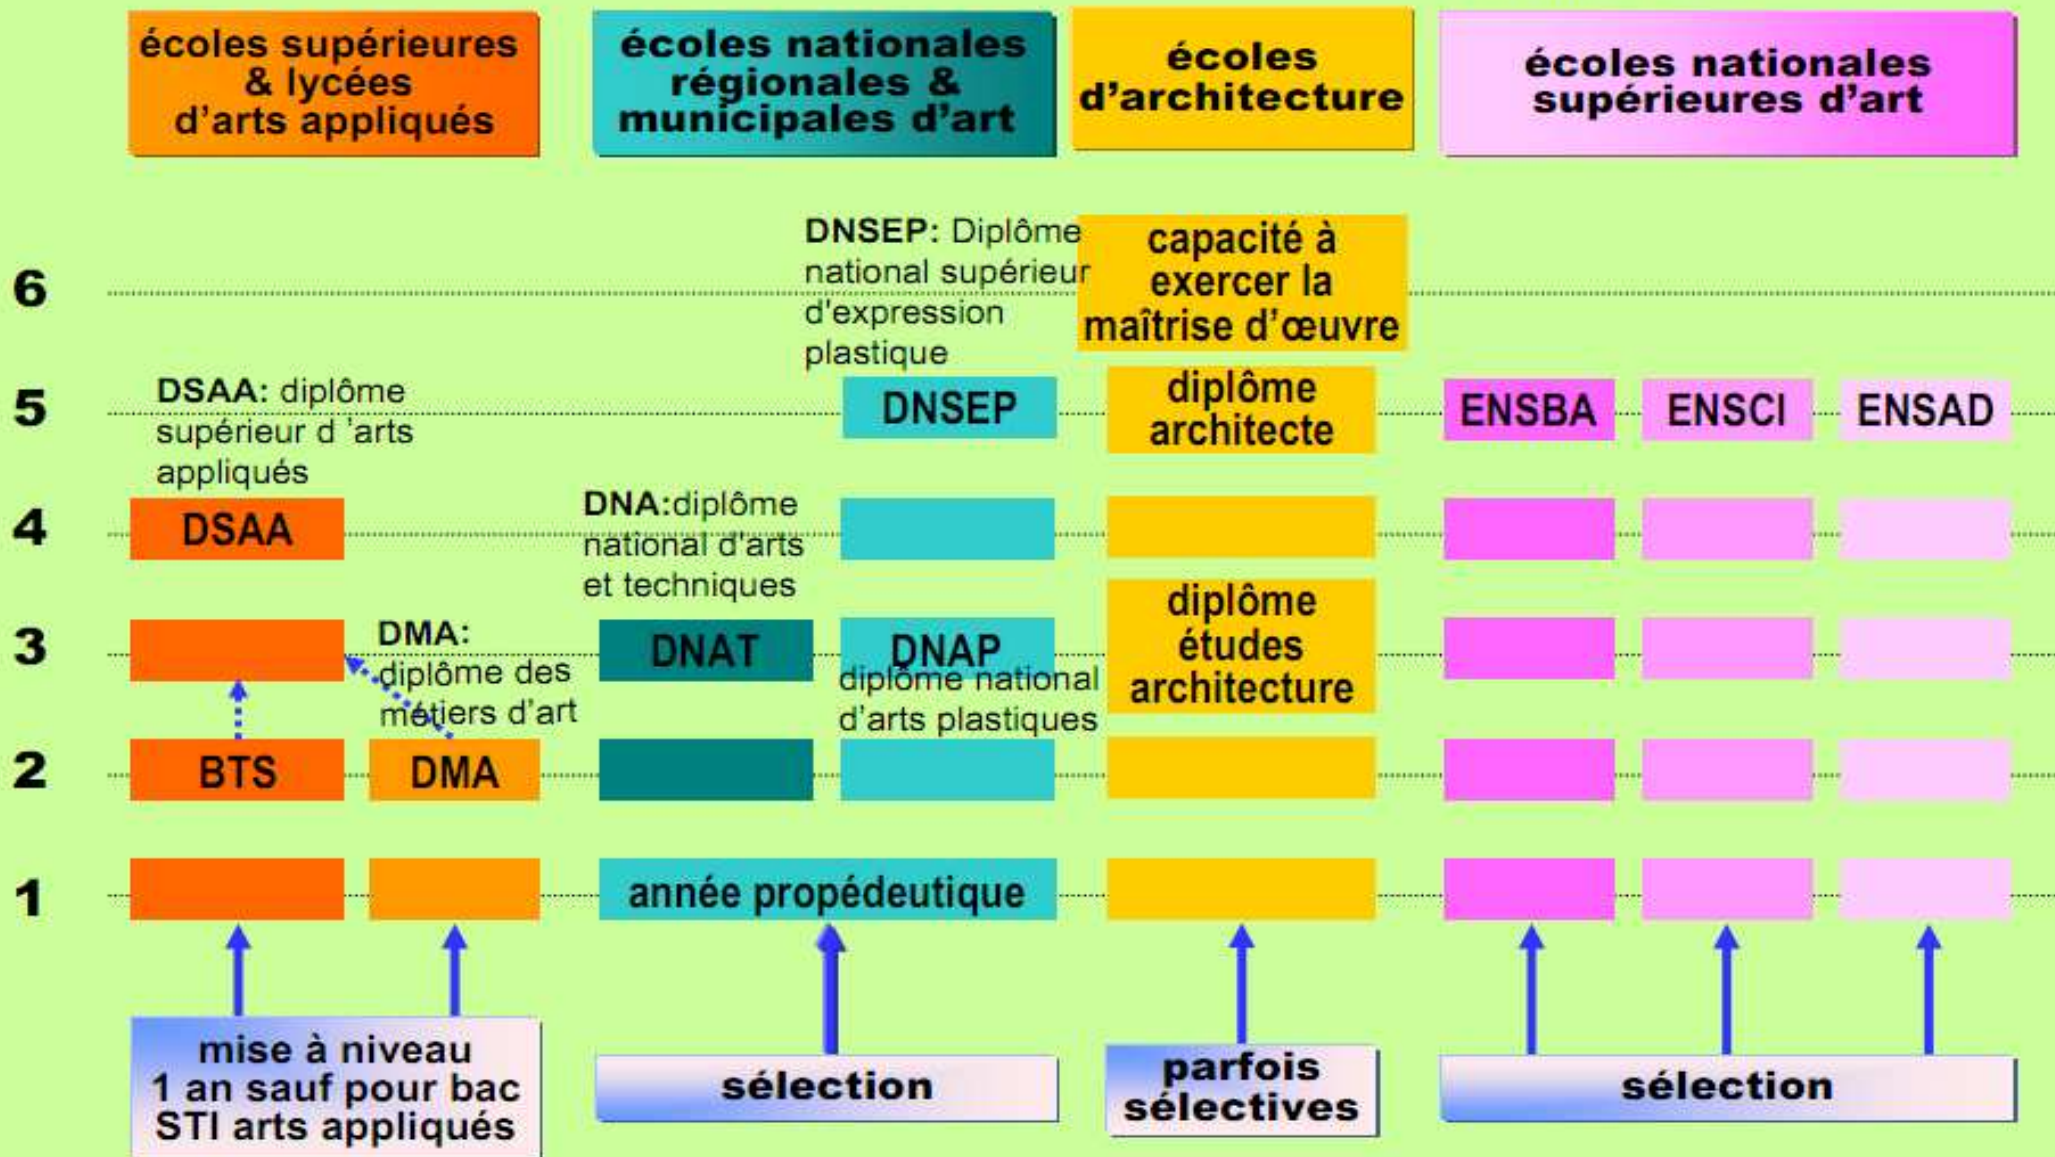 écoles supérieures
& lycées
d'arts appliqués
écoles nationales
régionales &
municipales d'art
écoles
d'architecture
écoles nationales
supérieures d'art
6
DNSEP: Diplôme
national supérieur
d'expression
plastique
capacité à
exercer la
maîtrise d'œuvre
5
DSAA: diplôme
supérieur d 'arts
appliqués
DNSEP
diplôme
architecte
ENSBA
ENSCI
ENSAD
4
DSAA
DNA:diplôme
national d'arts
et techniques
3
DMA:
diplôme des
métiers d'art
DNAT
DNAP
diplôme national
d'arts plastiques
diplôme
études
architecture
2
BTS
DMA
1
année propédeutique
mise à niveau
1 an sauf pour bac
STI arts appliqués
sélection
parfois
sélectives
sélection